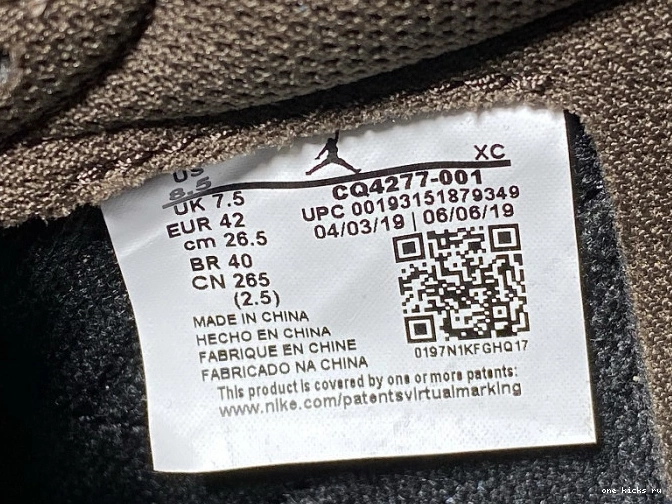 US
8.5
UK 7.5
EUR 42
cm 26.5
BR 40
CN 265
(2.5)
XC
CQ4277-001
UPC 00193151879349
04/03/19 | 06/06/19
0197N1KFGHQ17
MADE IN CHINA
HECHO EN CHINA
FABRIQUE EN CHINE
FABRICADO NA CHINA
This product is covered by one or more patents:
www.nike.com/patentsvirtualmarking
one-kicks.ru